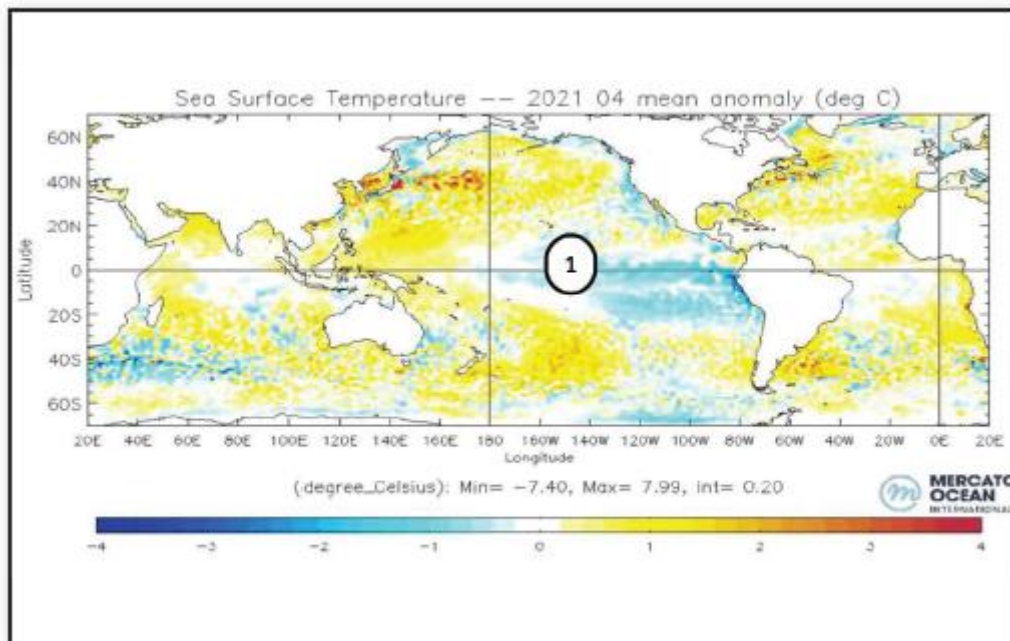 Sea Surface Temperature -- 2021 04 mean anomaly (deg C)
60N
40N
20N
0
20S
40S
60S
Latitude
1
20E 40E 60E 80E 100E 120E 140E 160E 180 160W 140W 120W 100W 80W 60W 40W 20W 0E 20E
Longitude
(degree_Celsius): Min= -7.40, Max= 7.99, Int= 0.20
MERCATO
OCEAN
INTERNATIONAL
-4 -3 -2 -1 0 1 2 3 4